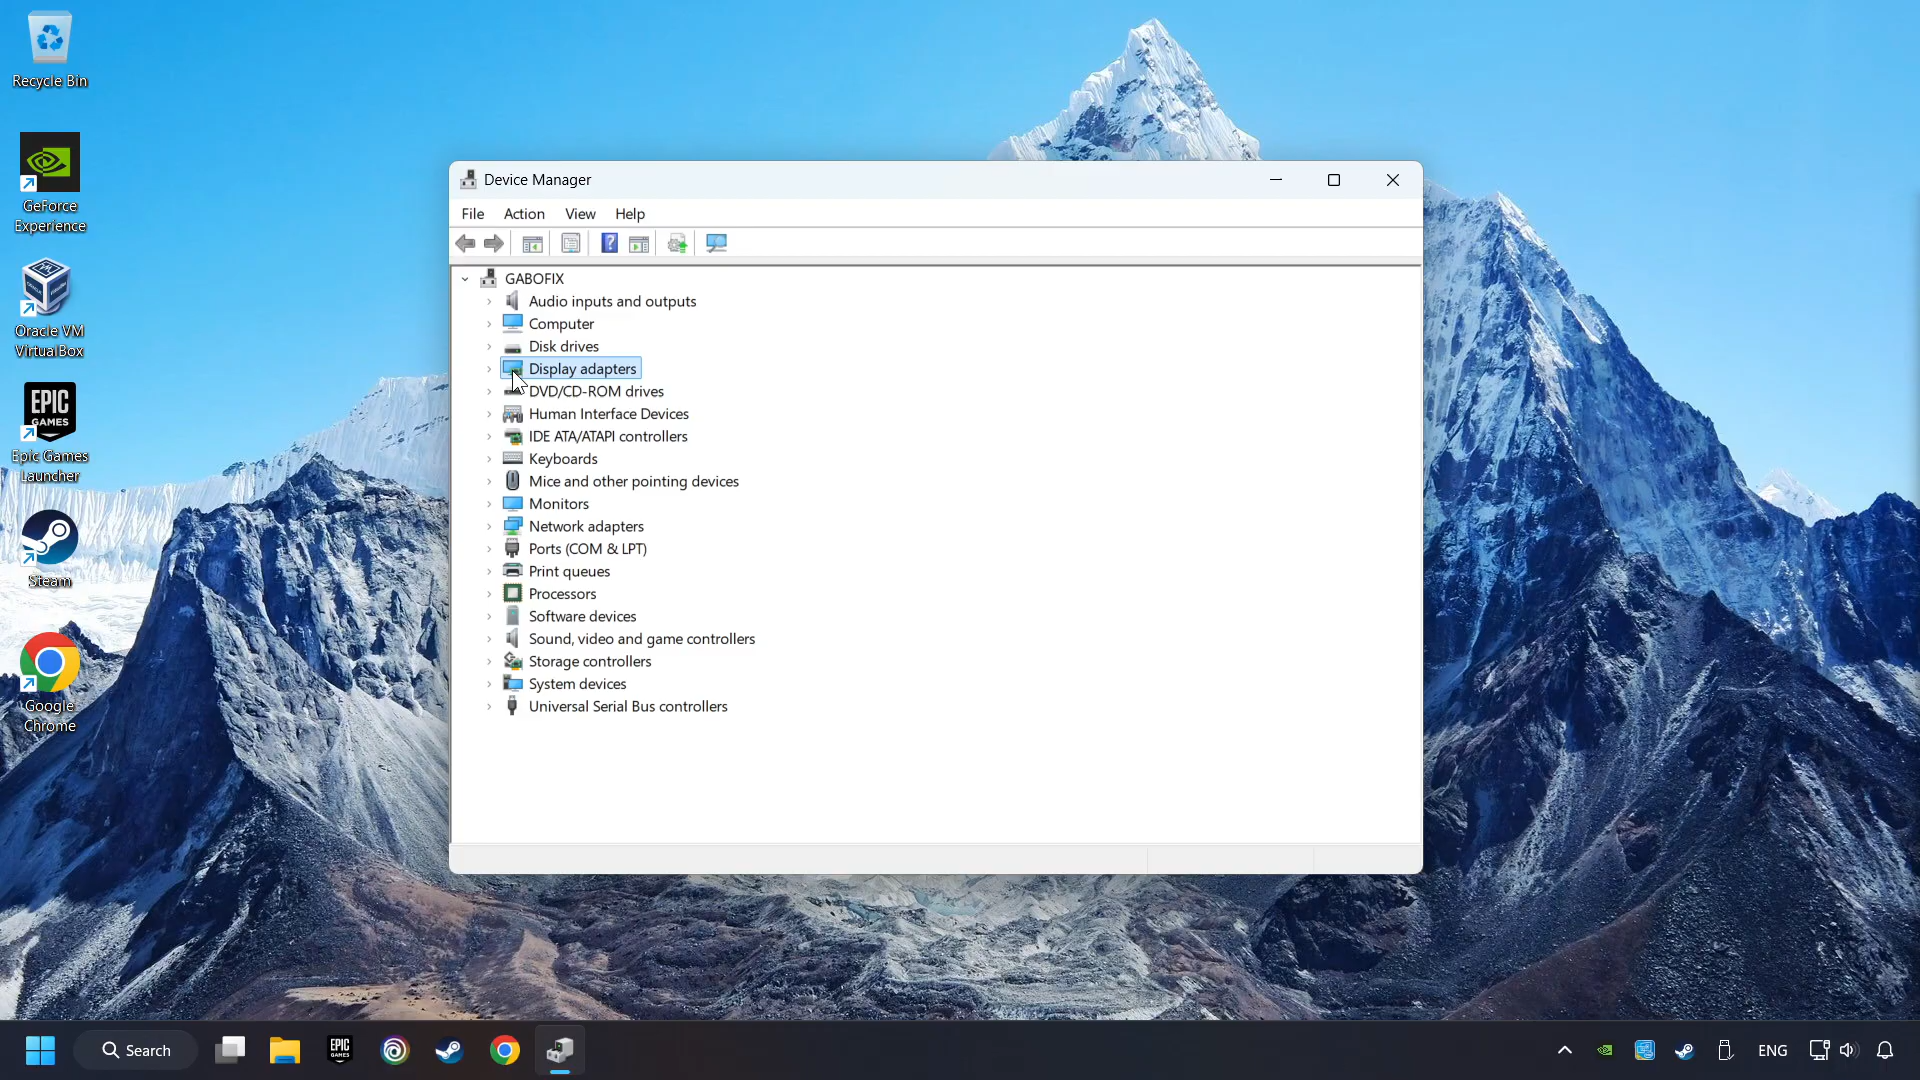 Recycle Bin
GeForce
Experience
Oracle VM
VirtualBox
EPIC
GAMES
Epic Games
Launcher
Steam
Google
Chrome
Device Manager
File Action View Help
GABOFIX
Audio inputs and outputs
Computer
Disk drives
Display adapters
DVD/CD-ROM drives
Human Interface Devices
IDE ATA/ATAPI controllers
Keyboards
Mice and other pointing devices
Monitors
Network adapters
Ports (COM & LPT)
Print queues
Processors
Software devices
Sound, video and game controllers
Storage controllers
System devices
Universal Serial Bus controllers
Search
EPIC
GAMES
ENG